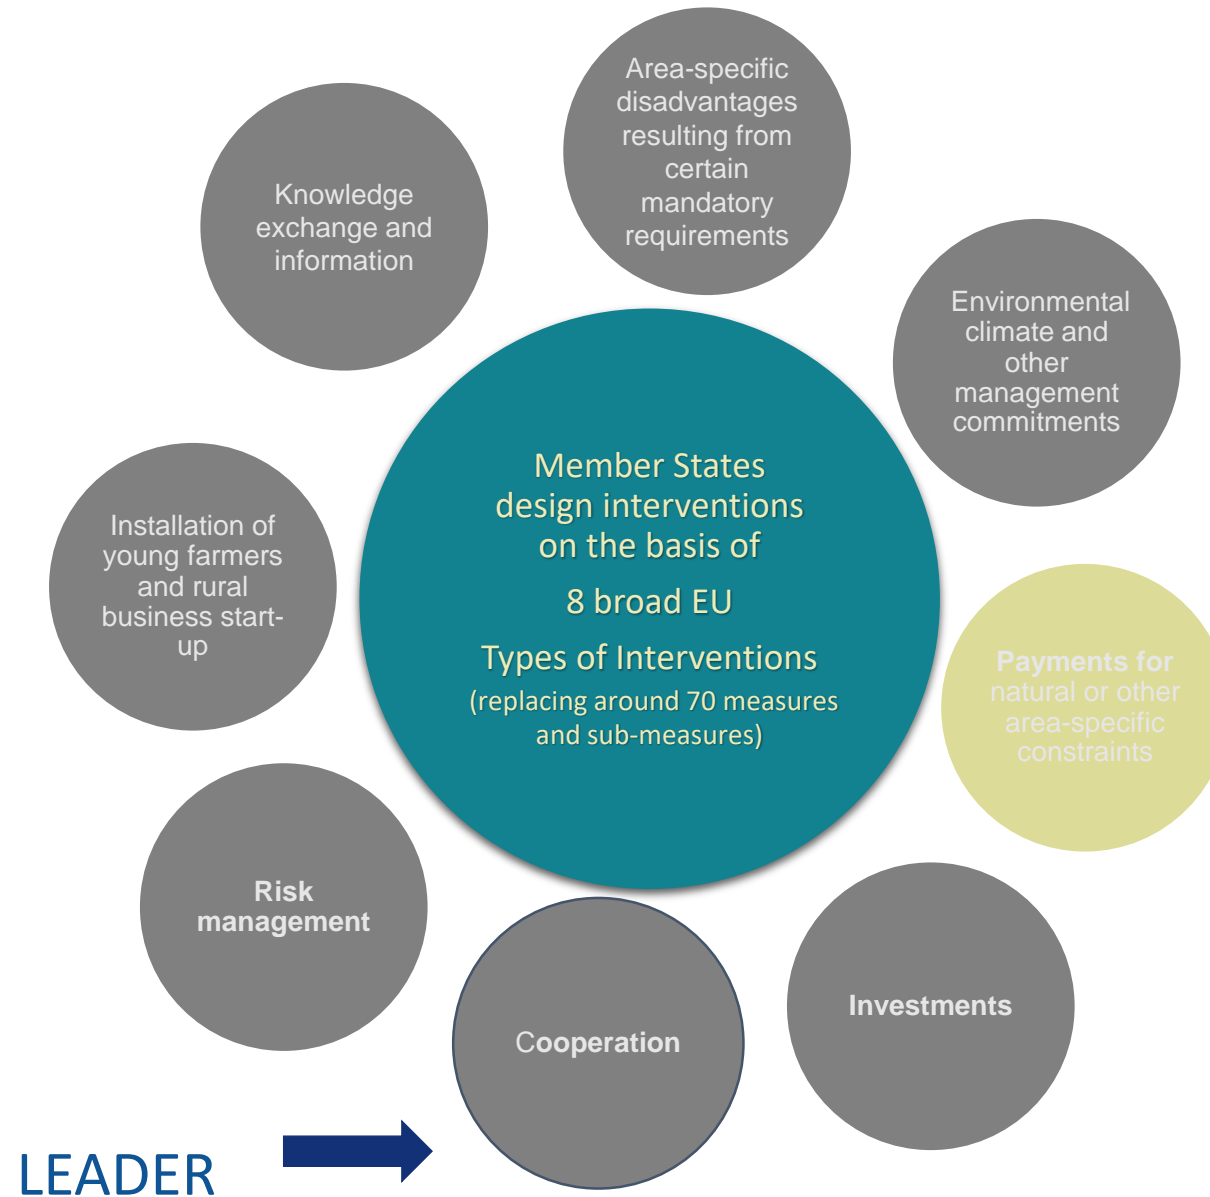 Area-specific
disadvantages
resulting from
certain
mandatory
requirements
Knowledge
exchange and
information
Environmental
climate and
other
management
commitments
Member States
design interventions
on the basis of
8 broad EU
Types of Interventions
(replacing around 70 measures
and sub-measures)
Installation of
young farmers
and rural
business start-
up
Payments for
natural or other
area-specific
constraints
Risk
management
Investments
Cooperation
LEADER